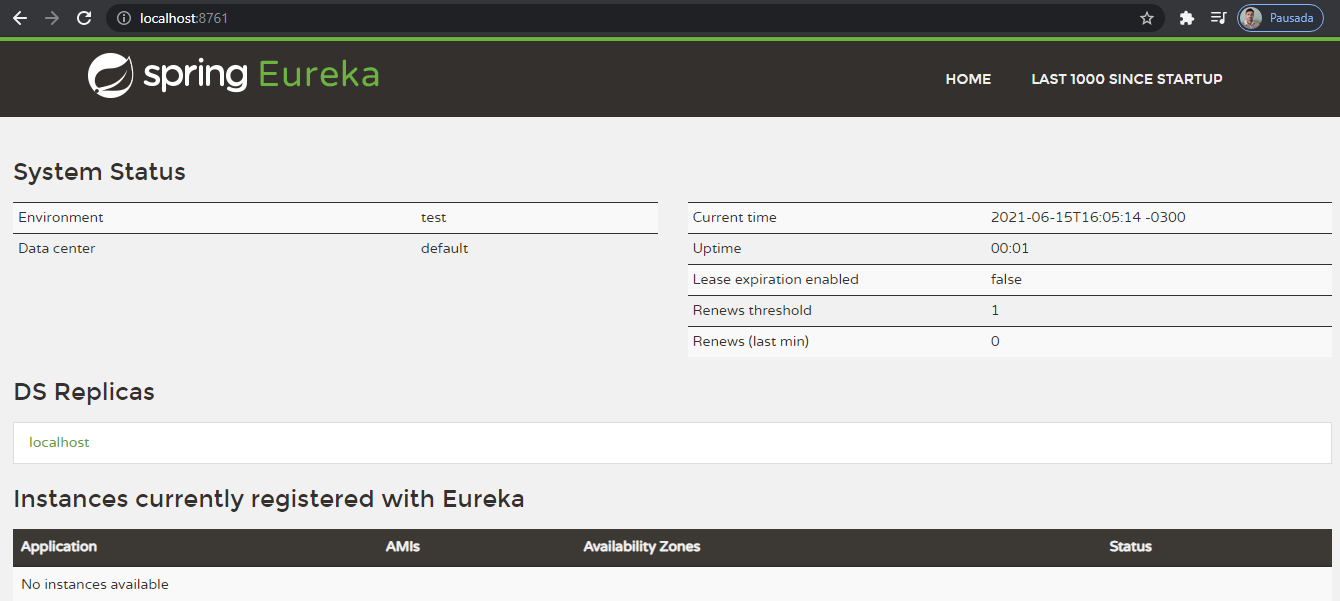 localhost:8761
Pausada
spring Eureka
HOME LAST 1000 SINCE STARTUP
System Status
Environment test
Data center default
Current time 2021-06-15T16:05:14 -0300
Uptime 00:01
Lease expiration enabled false
Renews threshold 1
Renews (last min) 0
DS Replicas
localhost
Instances currently registered with Eureka
Application AMIs Availability Zones Status
No instances available